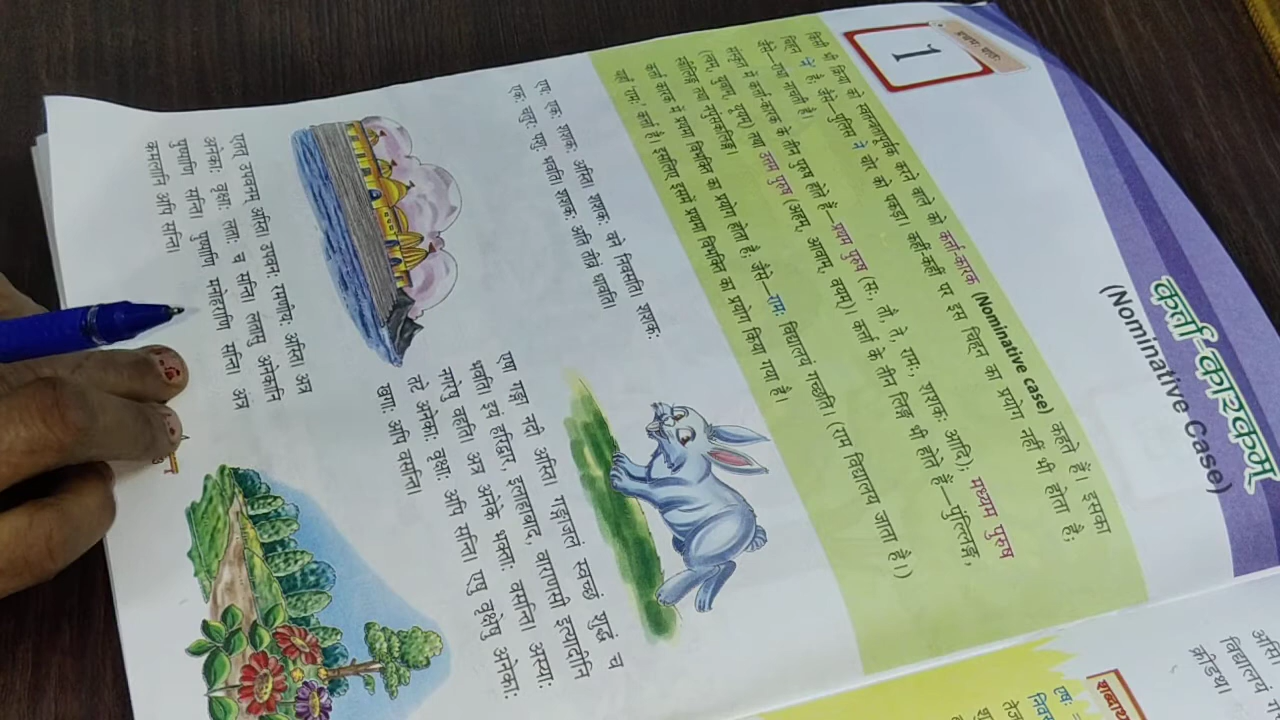 कर्ता-कारकम्
(Nominative Case)
1
किसी भी क्रिया को स्वतन्त्रतापूर्वक करने वाले को कर्ता-कारक (Nominative case) कहते हैं। इसका
चिह्न 'ने' है; जैसे—पुलिस ने चोर को पकड़ा। कहीं-कहीं पर इस चिह्न का प्रयोग नहीं भी होता है;
जैसे—राधा नाचती है।
संस्कृत में कर्ता-कारक के तीन पुरुष होते हैं—प्रथम पुरुष (सः, तौ, ते, रामः, शशकः आदि); मध्यम पुरुष
(त्वम्, युवाम्, यूयम्) तथा उत्तम पुरुष (अहम्, आवाम्, वयम्)। कर्ता के तीन लिङ्ग भी होते हैं—पुंल्लिङ्ग,
स्त्रीलिङ्ग तथा नपुंसकलिङ्ग।
कर्ता कारक में प्रथमा विभक्ति का प्रयोग होता है; जैसे—रामः विद्यालयं गच्छति। (राम विद्यालय जाता है।)
यहाँ 'राम', कर्ता है। इसलिए इसमें प्रथमा विभक्ति का प्रयोग किया गया है।
एषः एकः शशकः अस्ति। शशकः वने निवसति। शशकः
एकः चतुरः पशुः भवति। शशकः अति तीव्रं धावति।
एषा गङ्गा नदी अस्ति। गङ्गाजलं स्वच्छं शुद्धं च
भवति इयं हरिद्वार, इलाहाबाद, वाराणसी इत्यादीनि
नगरेषु वहति। अत्र अनेके भक्ताः वसन्ति। अस्याः
तटे अनेकाः वृक्षाः अपि सन्ति एषु वृक्षेषु अनेकाः
खगाः अपि वसन्ति।
एतत् उपवनम् अस्ति। उपवनः रमणीयः अस्ति अत्र
अनेकाः वृक्षाः लताः च सन्ति। लतासु अनेकानि
पुष्पाणि सन्ति। पुष्पाणि मनोहराणि सन्ति। अत्र
कमलानि अपि सन्ति।
शब्दार्थ
एषः
विद्यालयं
क्रीडथ।